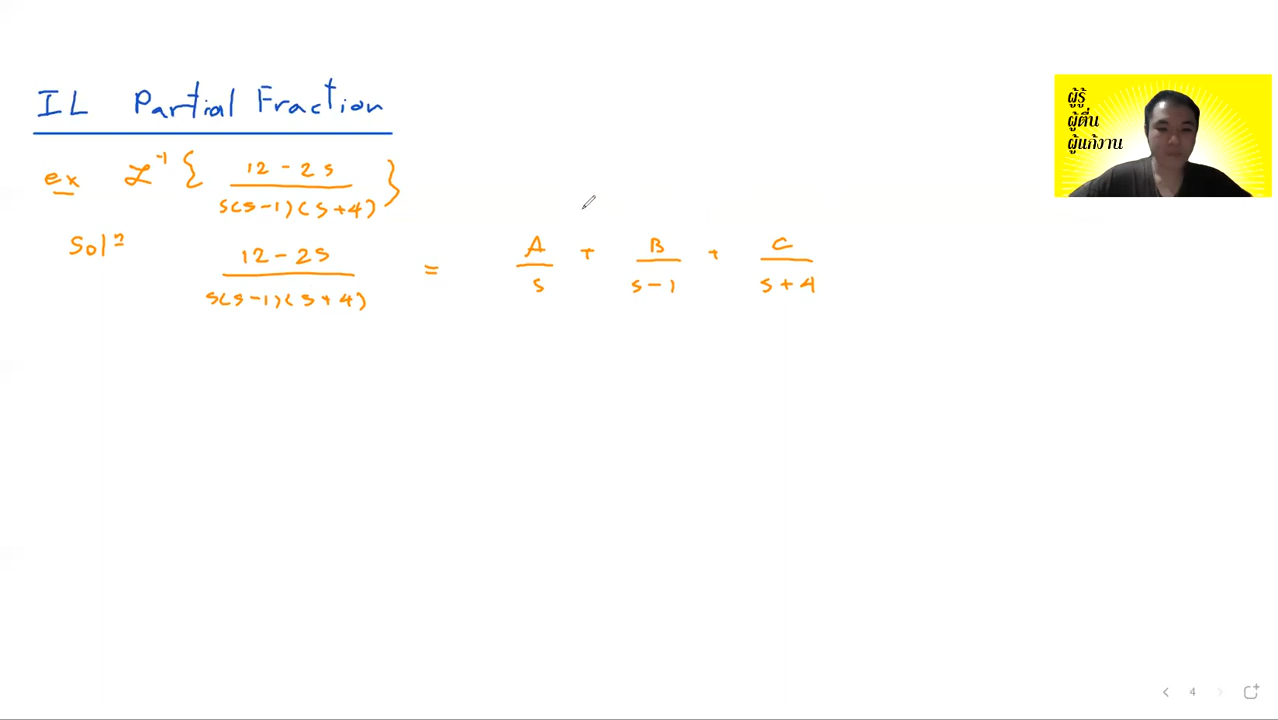 IL Partial Fraction
ex ℒ⁻¹ { (12 - 2s) / (s(s-1)(s+4)) }
Solⁿ (12 - 2s) / (s(s-1)(s+4)) = A/s + B/(s-1) + C/(s+4)
ผู้รู้
ผู้ตื่น
ผู้แก้งาน
4